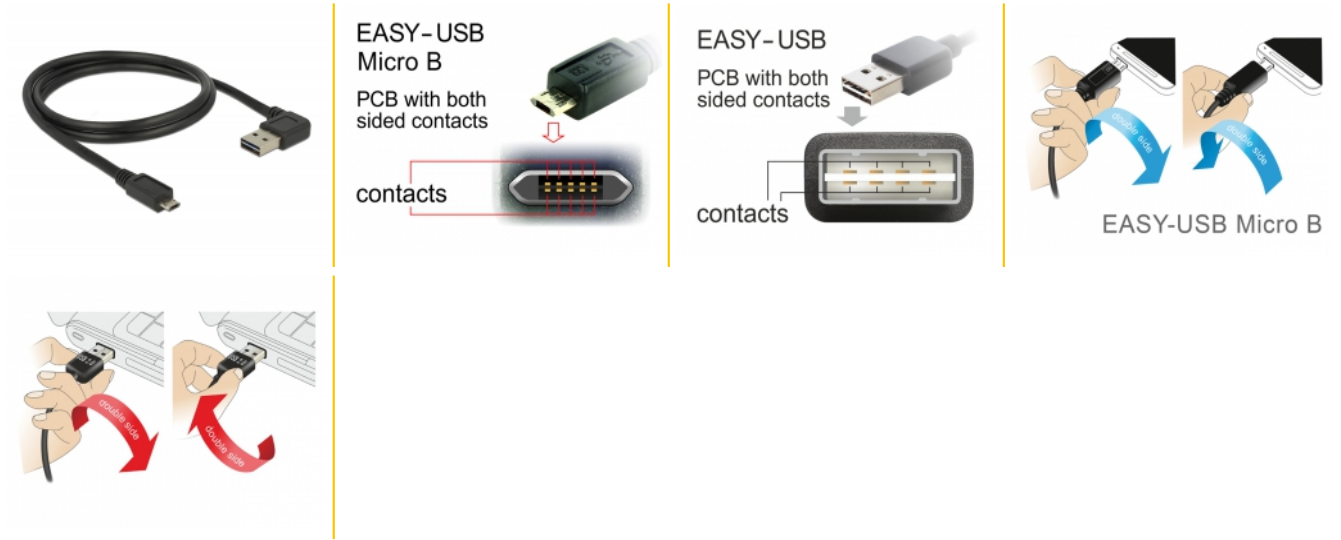 EASY-USB
Micro B
PCB with both
sided contacts
contacts
EASY-USB
PCB with both
sided contacts
contacts
double side
double side
EASY-USB Micro B
double side
double side